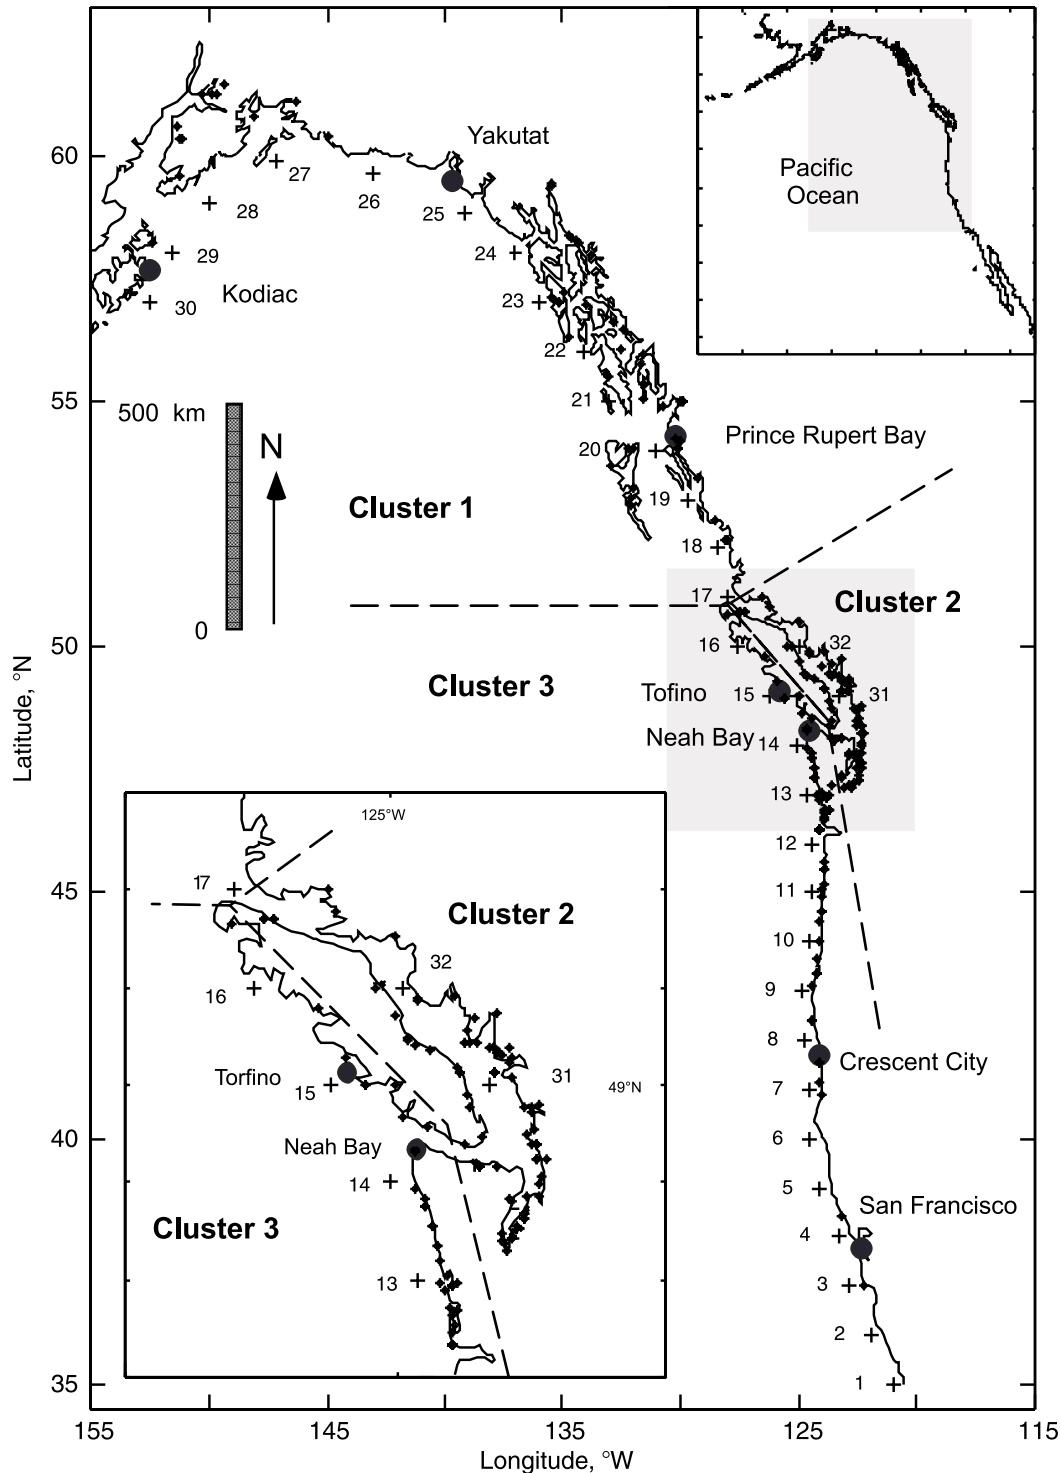 Yakutat
Pacific
Ocean
60
27
26
25
28
24
29
Kodiac
30
23
22
55
500 km
21
N
Prince Rupert Bay
20
Cluster 1
19
18
17
Cluster 2
0
50
16
32
Cluster 3
Tofino
15
31
Neah Bay
14
13
12
125°W
17
45
11
Cluster 2
10
32
16
9
8
Crescent City
Torfino
15
31
49°N
7
40
6
Neah Bay
14
5
San Francisco
Cluster 3
4
13
3
2
35
1
155
145
135
125
115
Latitude, °N
Longitude, °W